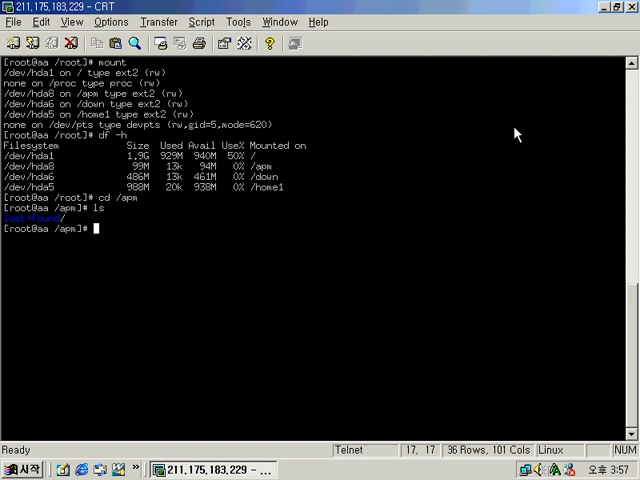 211,175,183,229 - CRT
File Edit View Options Transfer Script Tools Window Help
[root@aa /root]# mount
/dev/hda1 on / type ext2 (rw)
none on /proc type proc (rw)
/dev/hda8 on /apm type ext2 (rw)
/dev/hda6 on /down type ext2 (rw)
/dev/hda5 on /home1 type ext2 (rw)
none on /dev/pts type devpts (rw,gid=5,mode=620)
[root@aa /root]# df -h
Filesystem Size Used Avail Use% Mounted on
/dev/hda1 1.9G 929M 940M 50% /
/dev/hda8 99M 13k 94M 0% /apm
/dev/hda6 486M 13k 461M 0% /down
/dev/hda5 988M 20k 938M 0% /home1
[root@aa /root]# cd /apm
[root@aa /apm]# ls
lost+found/
[root@aa /apm]#
Ready Telnet 17, 17 36 Rows, 101 Cols Linux NUM
시작 » 211,175,183,229 - ... 오후 3:57